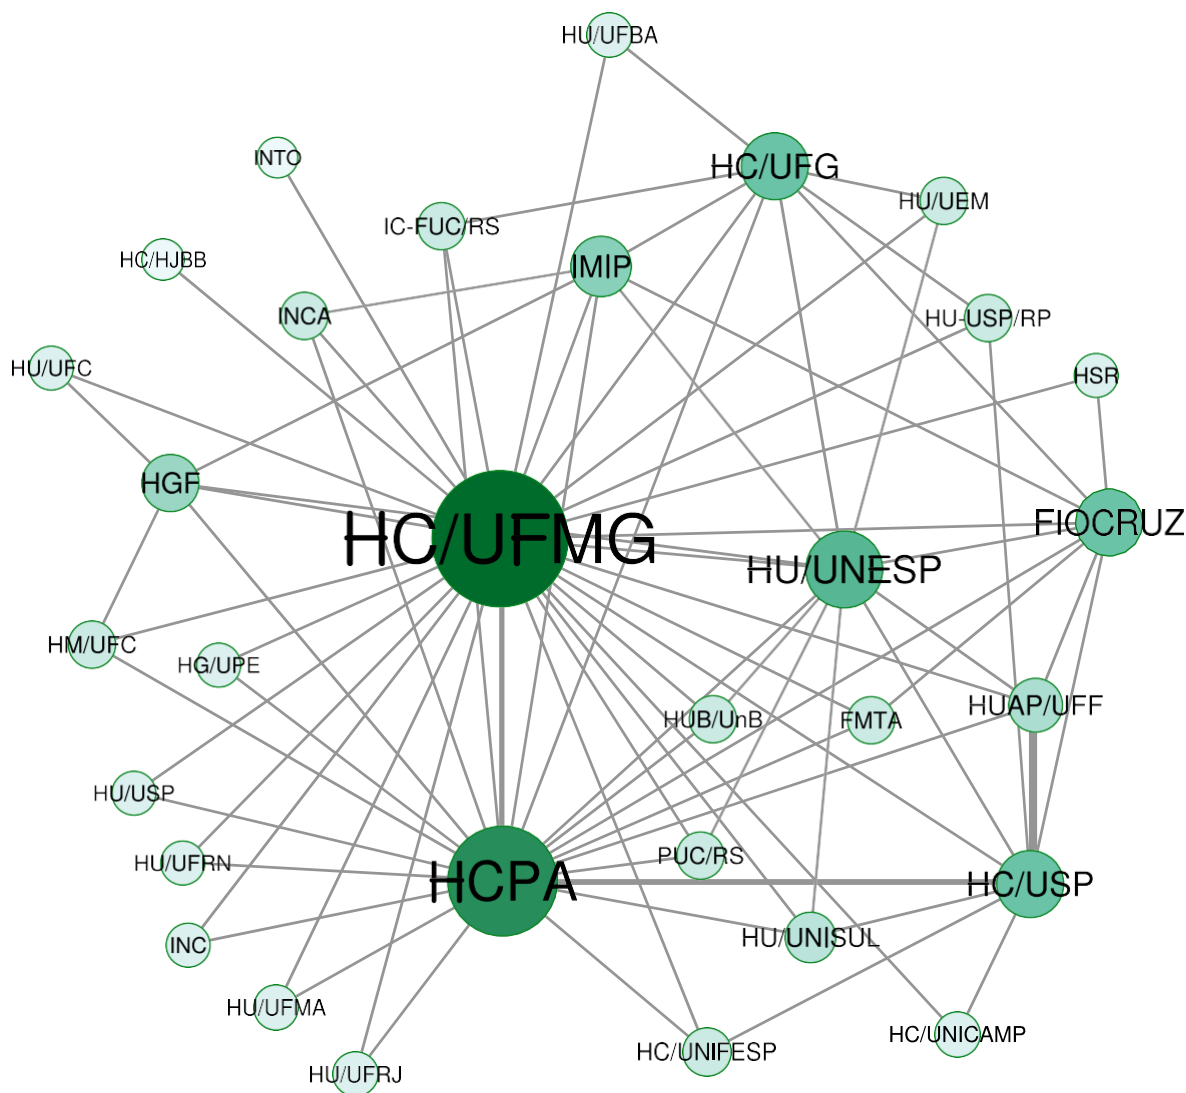 HU/UFBA
INTO
HC/UFG
HU/UEM
IC-FUC/RS
HC/HJBB
IMIP
INCA
HU-USP/RP
HU/UFC
HSR
HGF
HC/UFMG
FIOCRUZ
HU/UNESP
HM/UFC
HG/UPE
HUB/UnB
FMTA
HUAP/UFF
HU/USP
HU/UFRN
PUC/RS
HCPA
HC/USP
INC
HU/UNISUL
HU/UFMA
HC/UNICAMP
HC/UNIFESP
HU/UFRJ